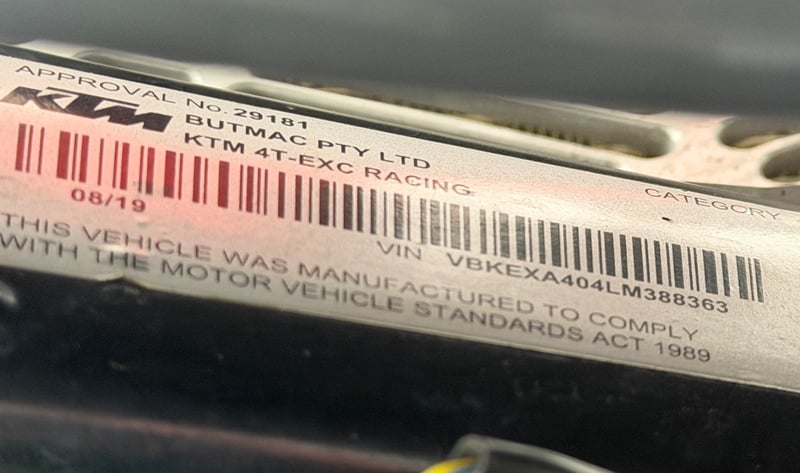 APPROVAL No. 29181
KTM BUTMAC PTY LTD
KTM 4T-EXC RACING
CATEGORY
08/19
VIN VBKEXA404LM388363
THIS VEHICLE WAS MANUFACTURED TO COMPLY
WITH THE MOTOR VEHICLE STANDARDS ACT 1989